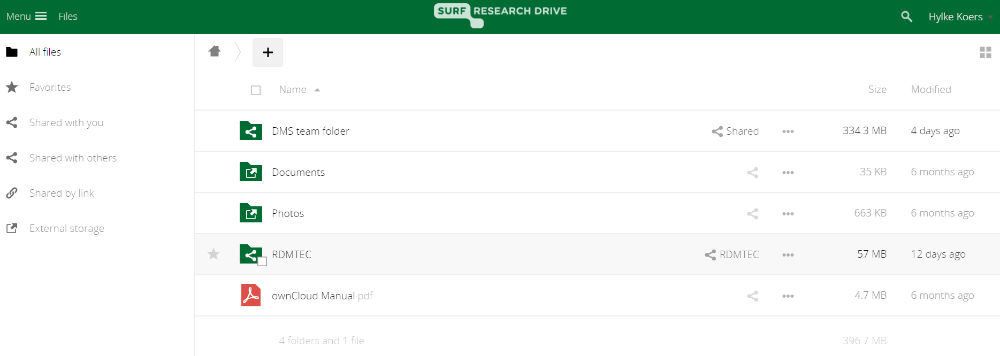 Menu Files SURF RESEARCH DRIVE Hylke Koers
All files
Favorites
Shared with you
Shared with others
Shared by link
External storage
Name Size Modified
DMS team folder Shared 334.3 MB 4 days ago
Documents 35 KB 6 months ago
Photos 663 KB 6 months ago
RDMTEC RDMTEC 57 MB 12 days ago
ownCloud Manual.pdf 4.7 MB 6 months ago
4 folders and 1 file 396.7 MB